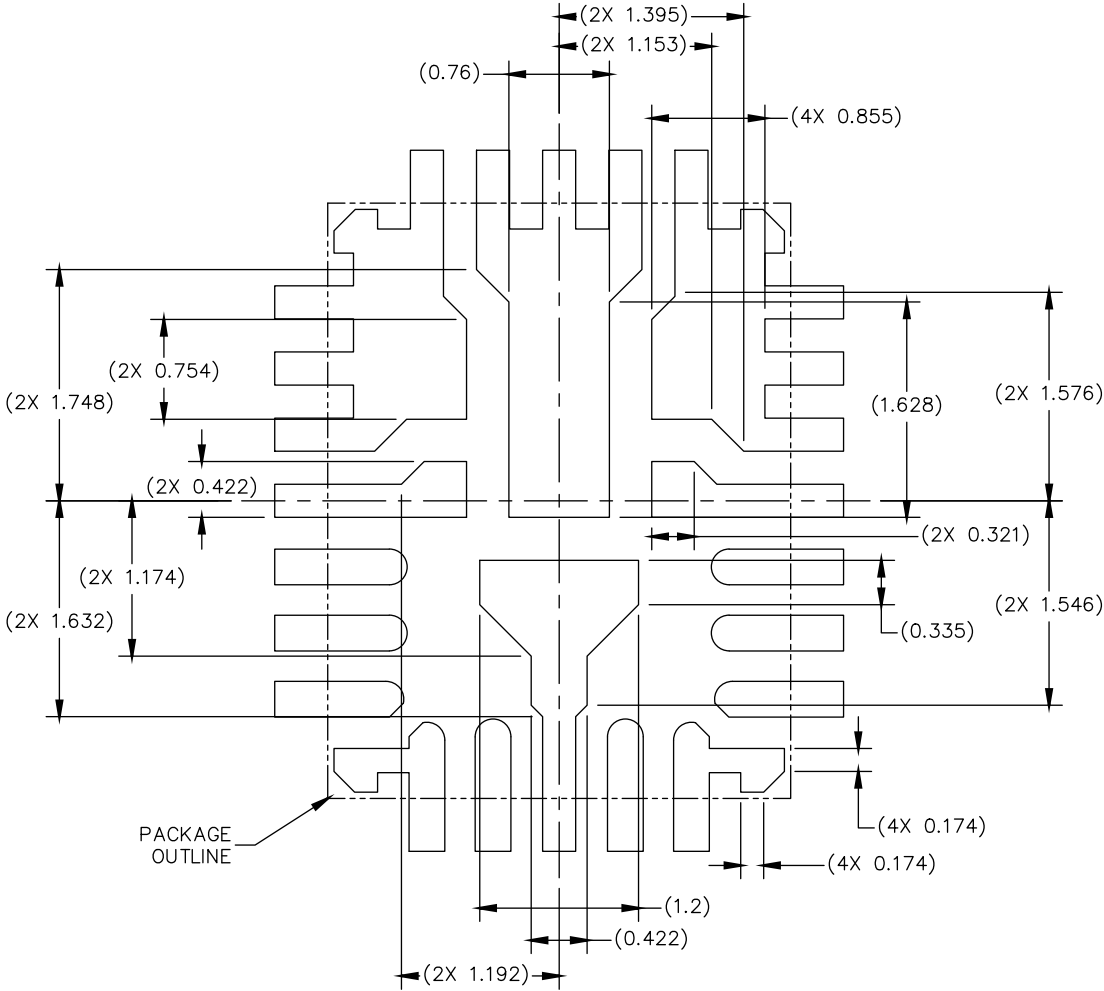 (2X 1.395)
(2X 1.153)
(0.76)
(4X 0.855)
(2X 0.754)
(2X 1.748)
(1.628)
(2X 1.576)
(2X 0.422)
(2X 0.321)
(2X 1.174)
(2X 1.632)
(2X 1.546)
(0.335)
PACKAGE
OUTLINE
(4X 0.174)
(4X 0.174)
(1.2)
(0.422)
(2X 1.192)